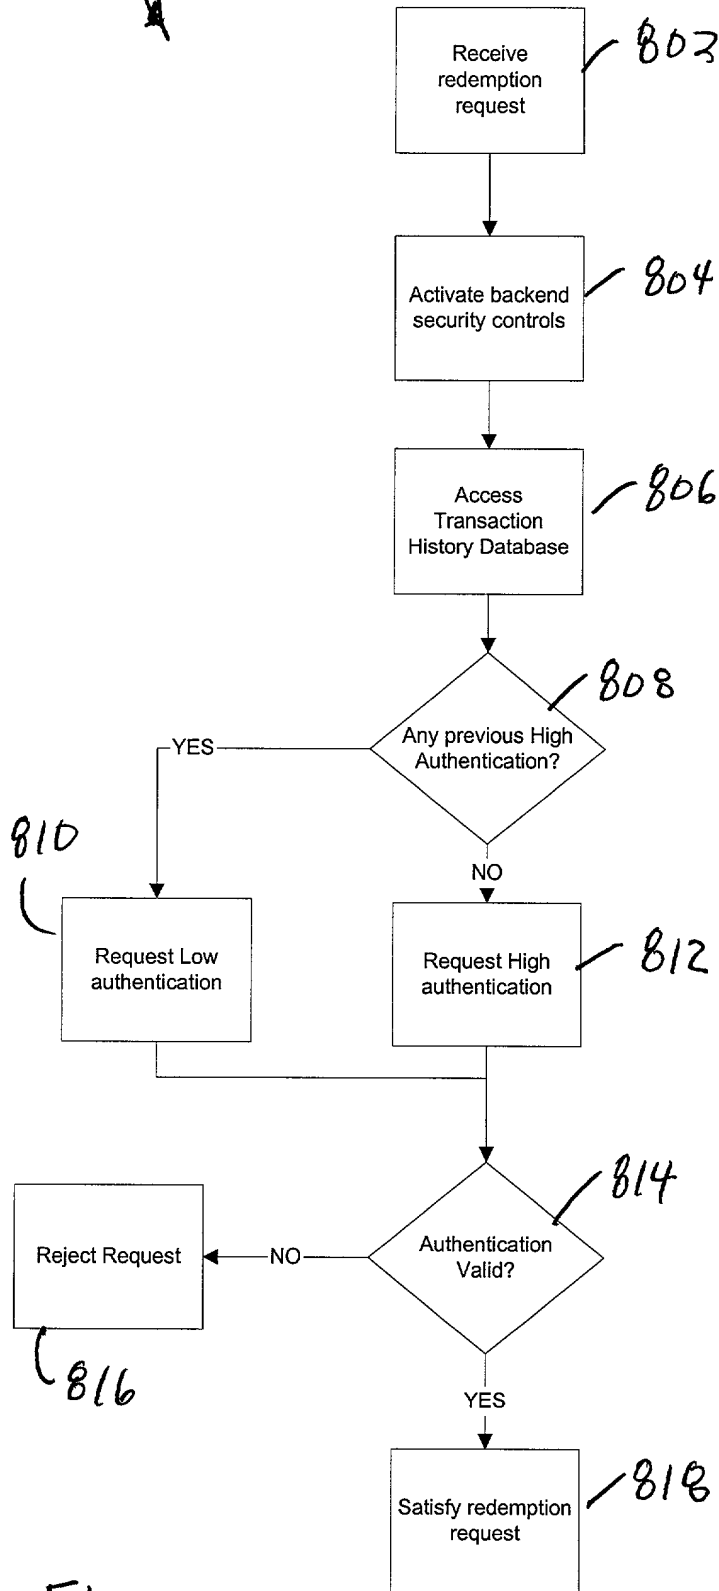 Receive
redemption
request
802
Activate backend
security controls
804
Access
Transaction
History Database
806
Any previous High
Authentication?
808
YES
NO
810
Request Low
authentication
Request High
authentication
812
Authentication
Valid?
814
NO
Reject Request
816
YES
Satisfy redemption
request
818